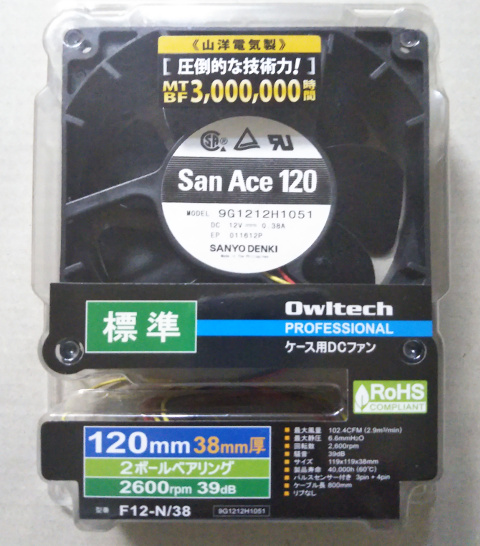 《山洋電気製》
[ 圧倒的な技術力! ]
MTBF 3,000,000時間
San Ace 120
MODEL 9G1212H1051
DC 12V 0.38A
EP 011612P
SANYO DENKI
標準
Owltech
PROFESSIONAL
ケース用DCファン
RoHS
COMPLIANT
120mm 38mm厚
2ボールベアリング
2600rpm 39dB
型番 F12-N/38 9G1212H1051
■ 最大風量 102.4CFM (2.9m³/min)
■ 最大静圧 6.6mmH₂O
■ 回転数 2,600rpm
■ 騒音 39dB
■ サイズ 119x119x38mm
■ 製品寿命 40,000h (60℃)
■ パルスセンサー付き 3pin・4pin
■ ケーブル長 800mm
■ リブなし